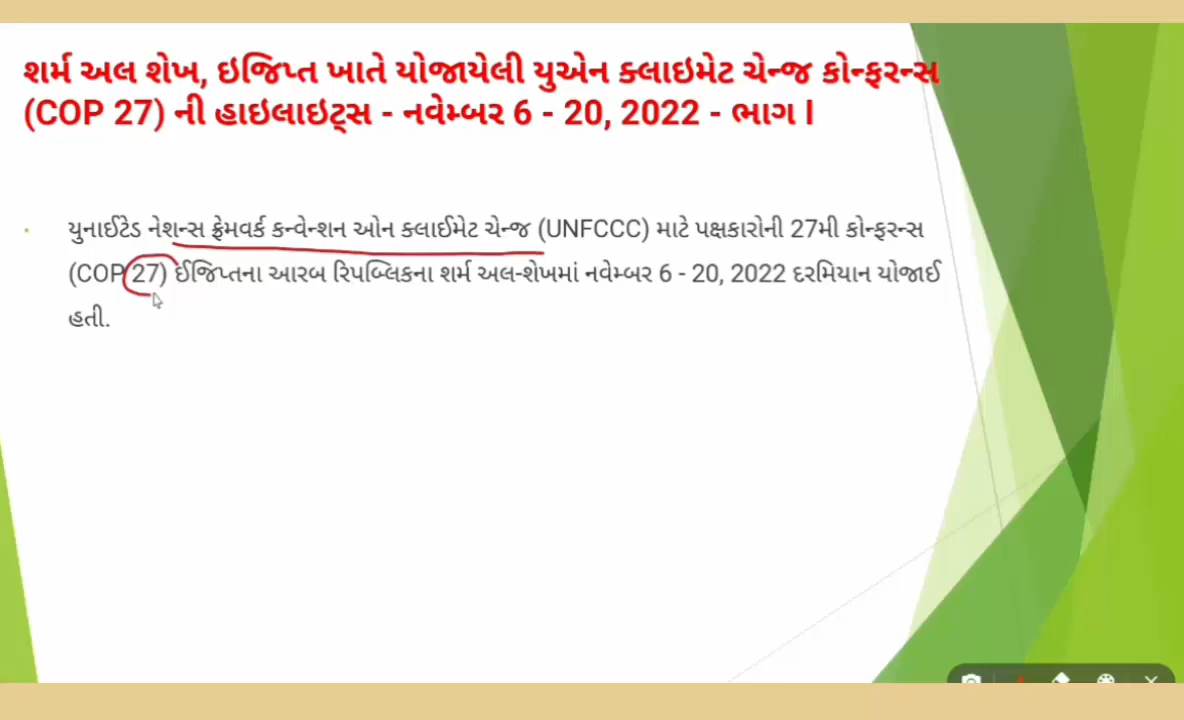 શર્મ અલ શેખ, ઇજિપ્ત ખાતે યોજાયેલી યુએન ક્લાઇમેટ ચેન્જ કોન્ફરન્સ
(COP 27) ની હાઇલાઇટ્સ - નવેમ્બર 6 - 20, 2022 - ભાગ I
યુનાઈટેડ નેશન્સ ફ્રેમવર્ક કન્વેન્શન ઓન ક્લાઈમેટ ચેન્જ (UNFCCC) માટે પક્ષકારોની 27મી કોન્ફરન્સ
(COP 27) ઈજિપ્તના આરબ રિપબ્લિકના શર્મ અલ-શેખમાં નવેમ્બર 6 - 20, 2022 દરમિયાન યોજાઈ
હતી.